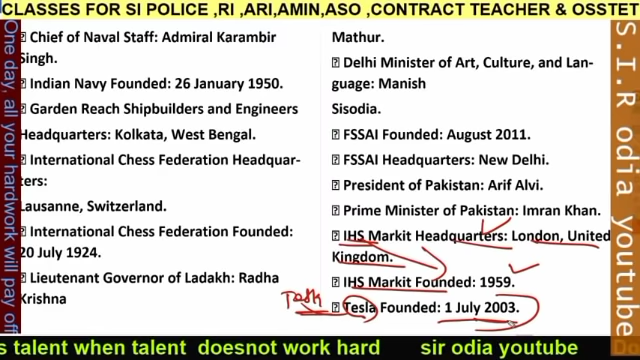 CLASSES FOR SI POLICE ,RI ,ARI,AMIN,ASO ,CONTRACT TEACHER & OSSTET
One day, all your hardwork will pay off
Chief of Naval Staff: Admiral Karambir
Singh.
Indian Navy Founded: 26 January 1950.
Garden Reach Shipbuilders and Engineers
Headquarters: Kolkata, West Bengal.
International Chess Federation Headquar-
ters:
Lausanne, Switzerland.
International Chess Federation Founded:
20 July 1924.
Lieutenant Governor of Ladakh: Radha
Krishna
Mathur.
Delhi Minister of Art, Culture, and Lan-
guage: Manish
Sisodia.
FSSAI Founded: August 2011.
FSSAI Headquarters: New Delhi.
President of Pakistan: Arif Alvi.
Prime Minister of Pakistan: Imran Khan.
IHS Markit Headquarters: London, United
Kingdom.
IHS Markit Founded: 1959.
Tesla Founded: 1 July 2003.
S.I.R odia youtube
s talent when talent doesnot work hard sir odia youtube